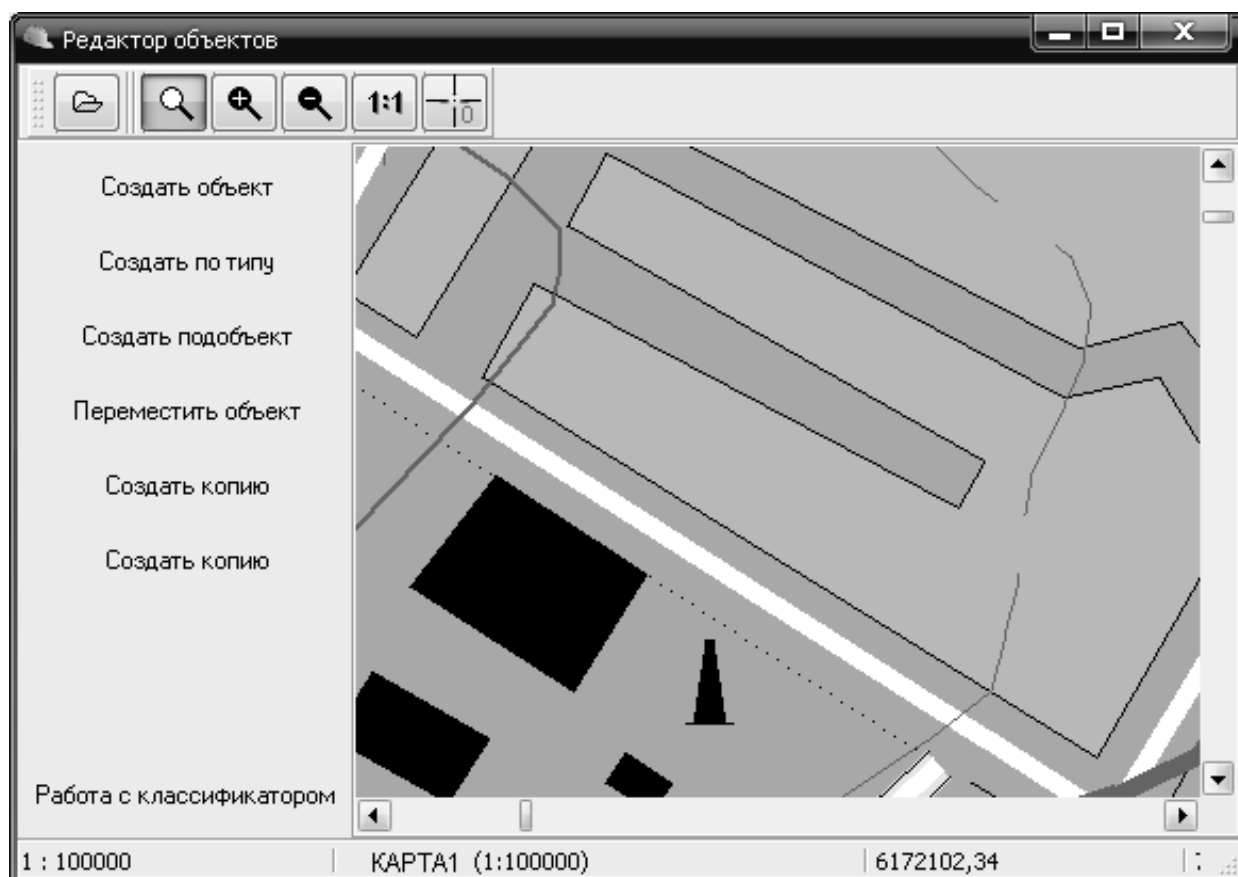 Редактор объектов
1:1
0
Создать объект
Создать по типу
Создать подобъект
Переместить объект
Создать копию
Создать копию
Работа с классификатором
1 : 100000
КАРТА1 (1:100000)
6172102,34